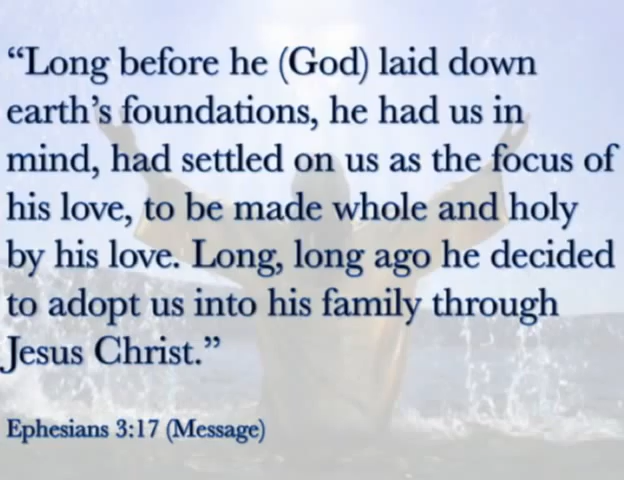 “Long before he (God) laid down
earth’s foundations, he had us in
mind, had settled on us as the focus of
his love, to be made whole and holy
by his love. Long, long ago he decided
to adopt us into his family through
Jesus Christ.”
Ephesians 3:17 (Message)